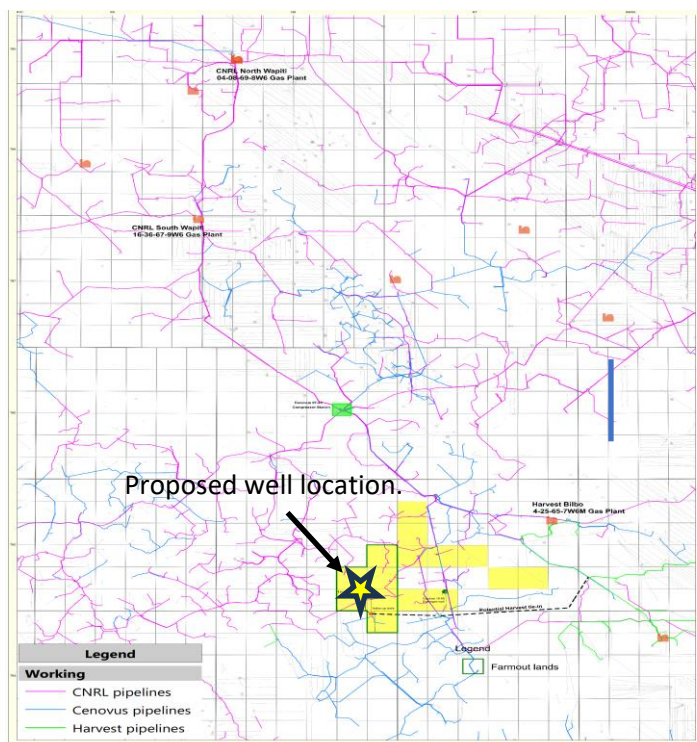 CNRL North Wapiti
04-08-69-8W6 Gas Plant
CNRL South Wapiti
16-36-67-9W6 Gas Plant
Compressor Station
Proposed well location.
Harvest Bilbo
4-25-65-7W6M Gas Plant
Potential Harvest tie-in
Legend
Farmout lands
Legend
Working
CNRL pipelines
Cenovus pipelines
Harvest pipelines